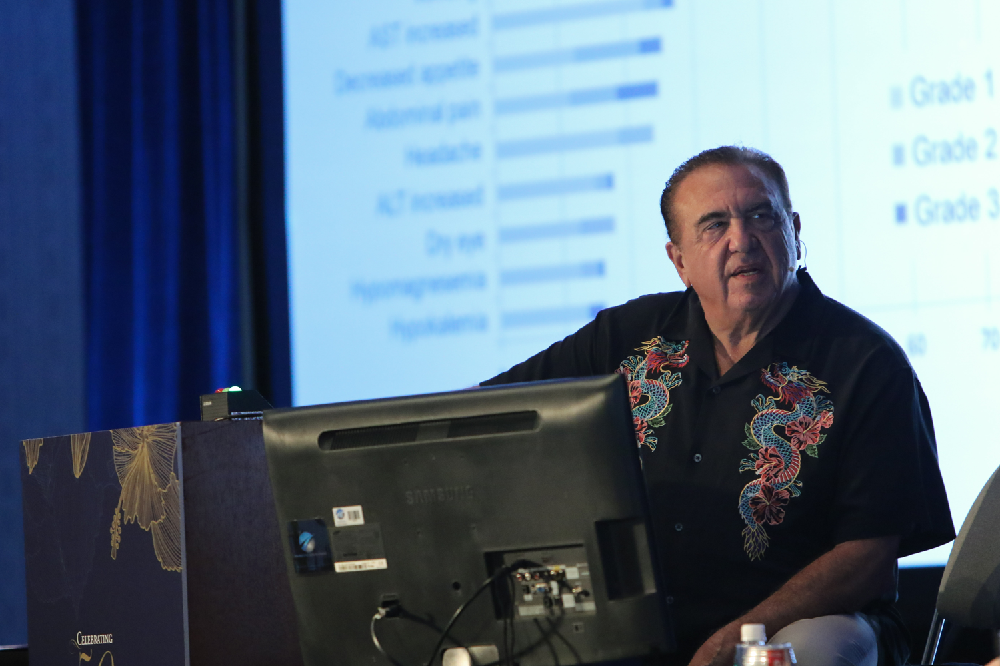 AST increased
Decreased appetite
Abdominal pain
Headache
ALT increased
Dry eye
Hypomagnesemia
Hypokalemia
Grade 1
Grade 2
Grade 3
60
70
SAMSUNG
CELEBRATING